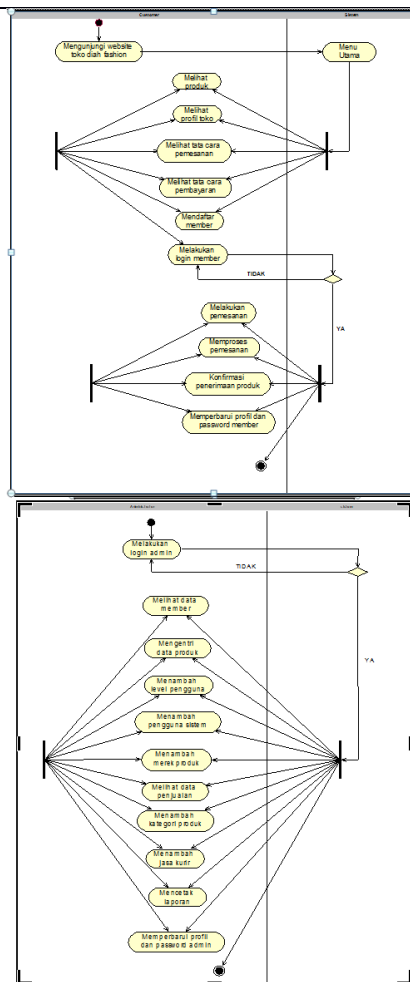 Customer
Sistem
Mengunjungi website
toko diah fashion
Menu
Utama
Melihat
produk
Melihat
profil toko
Melihat tata cara
pemesanan
Melihat tata cara
pembayaran
Mendaftar
member
Melakukan
login member
TIDAK
YA
Melakukan
pemesanan
Memproses
pemesanan
Konfirmasi
penerimaan produk
Memperbarui profil dan
password member
Melakukan
login admin
TIDAK
YA
Melihat data
member
Mengentri
data produk
Menambah
level pengguna
Menambah
pengguna sistem
Menambah
merek produk
Melihat data
penjualan
Menambah
kategori produk
Menambah
jasa kurir
Mencetak
laporan
Memperbarui profil
dan password admin